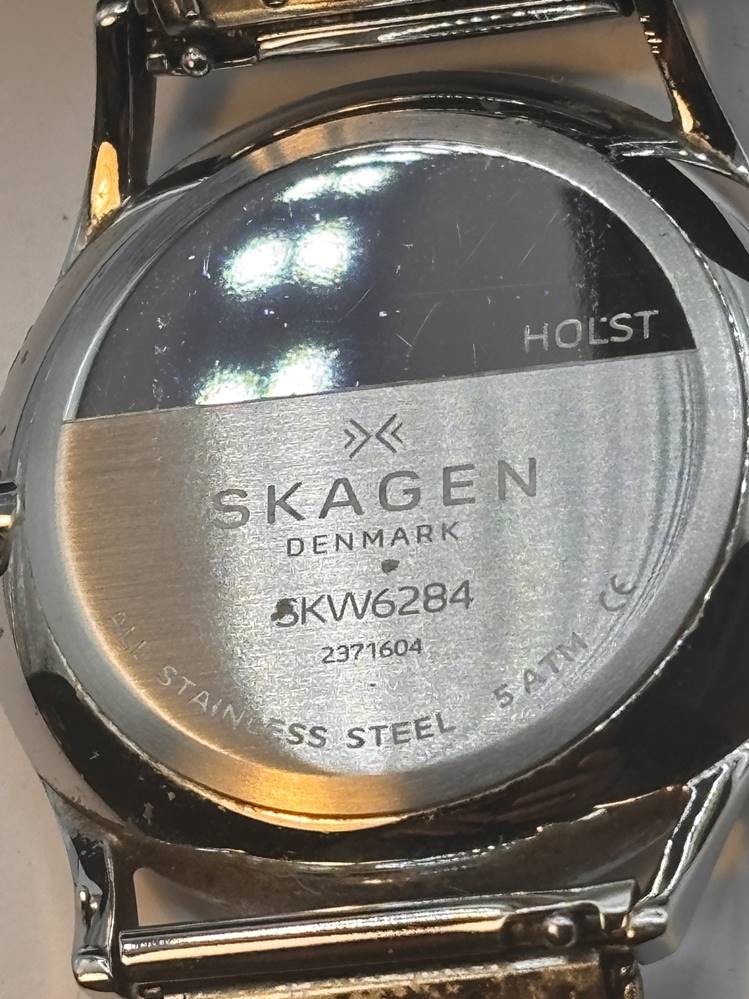 HOLST
SKAGEN
DENMARK
SKW6284
2371604
ALL STAINLESS STEEL 5 ATM CE